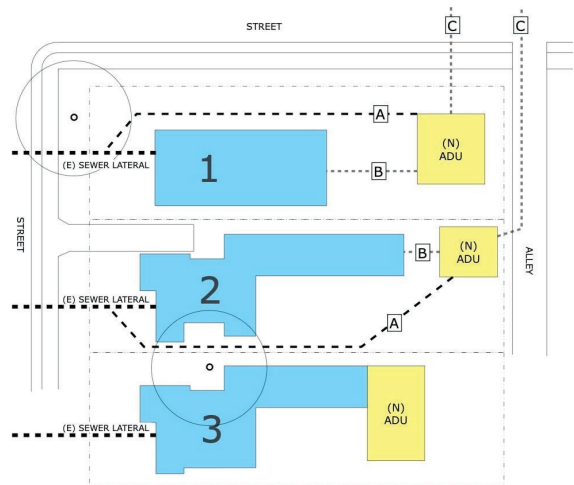 STREET
C
C
A
(N)
ADU
(E) SEWER LATERAL
1
B
STREET
(N)
ADU
B
ALLEY
2
(E) SEWER LATERAL
A
(N)
ADU
(E) SEWER LATERAL
3